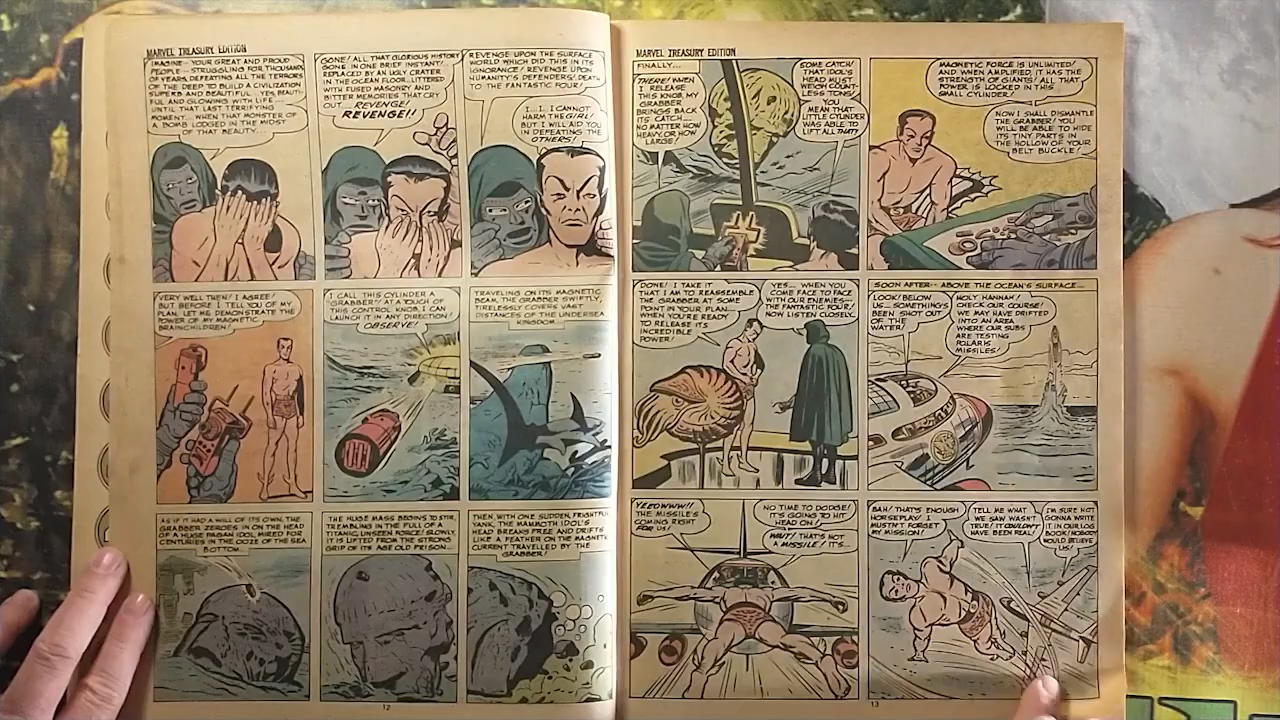 MARVEL TREASURY EDITION
IMAGINE-- YOUR GREAT AND PROUD
PEOPLE-- STRUGGLING FOR THOUSANDS
OF YEARS, DEFEATING ALL THE TERRORS
OF THE DEEP TO BUILD A CIVILIZATION
SUPERB AND BEAUTIFUL... YES, BEAUTI-
FUL AND GLOWING WITH LIFE....
UNTIL THAT LAST TERRIFYING
MOMENT... WHEN THAT MONSTER OF
A BOMB LODGED IN THE MIDST
OF THAT BEAUTY...
GONE! ALL THAT GLORIOUS HISTORY
GONE IN ONE BRIEF INSTANT!
REPLACED BY AN UGLY CRATER
IN THE OCEAN FLOOR...LITTERED
WITH FUSED MASONRY AND
BITTER MEMORIES THAT CRY
OUT... REVENGE!
REVENGE!!
REVENGE UPON THE SURFACE
WORLD WHICH DID THIS IN ITS
IGNORANCE! REVENGE UPON
HUMANITY'S DEFENDERS! DEATH
TO THE FANTASTIC FOUR!
I... I... I CANNOT
HARM THE GIRL!
BUT I WILL AID YOU
IN DEFEATING THE
OTHERS!
VERY WELL THEN! I AGREE!
BUT BEFORE I TELL YOU OF MY
PLAN, LET ME DEMONSTRATE THE
POWER OF MY MAGNETIC
BRAINCHILDREN!
I CALL THIS CYLINDER A
"GRABBER"! AT A TOUCH OF
THIS CONTROL KNOB, I CAN
LAUNCH IT IN ANY DIRECTION!
OBSERVE!
TRAVELING ON ITS MAGNETIC
BEAM, THE GRABBER SWIFTLY,
TIRELESSLY COVERS VAST
DISTANCES OF THE UNDERSEA
KINGDOM...
AS IF IT HAD A WILL OF ITS OWN, THE
GRABBER ZEROES IN ON THE HEAD
OF A HUGE PAGAN IDOL, MIRED FOR
CENTURIES IN THE OOZE OF THE SEA
BOTTOM...
THE HUGE MASS BEGINS TO STIR,
TREMBLING IN THE PULL OF A
TITANIC, UNSEEN FORCE! SLOWLY,
IT IS LIFTED FROM THE STRONG
GRIP OF ITS AGE OLD PRISON...
THEN, WITH ONE SUDDEN, FRIGHTFUL
YANK, THE MAMMOTH IDOL'S
HEAD BREAKS FREE AND DRIFTS
LIKE A FEATHER ON THE MAGNETIC
CURRENT TRAVELLED BY THE
GRABBER!
12
MARVEL TREASURY EDITION
FINALLY...
THERE! WHEN
I RELEASE
THIS KNOB, MY
GRABBER
BRINGS BACK
ITS CATCH...
NO MATTER HOW
HEAVY, OR HOW
LARGE!
SOME CATCH!
THAT IDOL'S
HEAD MUST
WEIGH COUNT-
LESS TONS! YOU
MEAN THAT
LITTLE CYLINDER
WAS ABLE TO
LIFT ALL THAT?
MAGNETIC FORCE IS UNLIMITED!
AND WHEN AMPLIFIED, IT HAS THE
STRENGTH OF GIANTS! ALL THAT
POWER IS LOCKED IN THIS
SMALL CYLINDER!
NOW I SHALL DISMANTLE
THE GRABBER! YOU
WILL BE ABLE TO HIDE
ITS TINY PARTS IN
THE HOLLOW OF YOUR
BELT BUCKLE!
DONE! I TAKE IT
THAT I AM TO REASSEMBLE
THE GRABBER AT SOME
POINT IN YOUR PLAN...
WHEN YOU'RE READY
TO RELEASE ITS
INCREDIBLE
POWER!
YES... WHEN YOU
COME FACE TO FACE
WITH OUR ENEMIES--
THE FANTASTIC FOUR!
NOW LISTEN CLOSELY...
SOON AFTER-- ABOVE THE OCEAN'S SURFACE...
LOOK! BELOW
US... SOMETHING'S
BEEN SHOT OUT
OF THE
WATER!
HOLY HANNAH!
CHECK OUR COURSE!
WE MAY HAVE DRIFTED
INTO AN AREA
WHERE OUR SUBS
ARE TESTING
POLARIS
MISSILES!
YEEOWWW!!
THE MISSILE'S
COMING RIGHT
FOR US!
NO TIME TO DODGE!
IT'S GOING TO HIT
HEAD ON!
WAIT! THAT'S NOT
A MISSILE! IT'S...
BAH! THAT'S ENOUGH
HORSEPLAY! I
MUSTN'T FORGET
MY MISSION!
TELL ME WHAT
WE SAW WASN'T
TRUE! IT COULDN'T
HAVE BEEN REAL!
I'M SURE NOT
GONNA WRITE
IT IN OUR LOG
BOOK! NOBODY
WOULD BELIEVE
US!
13